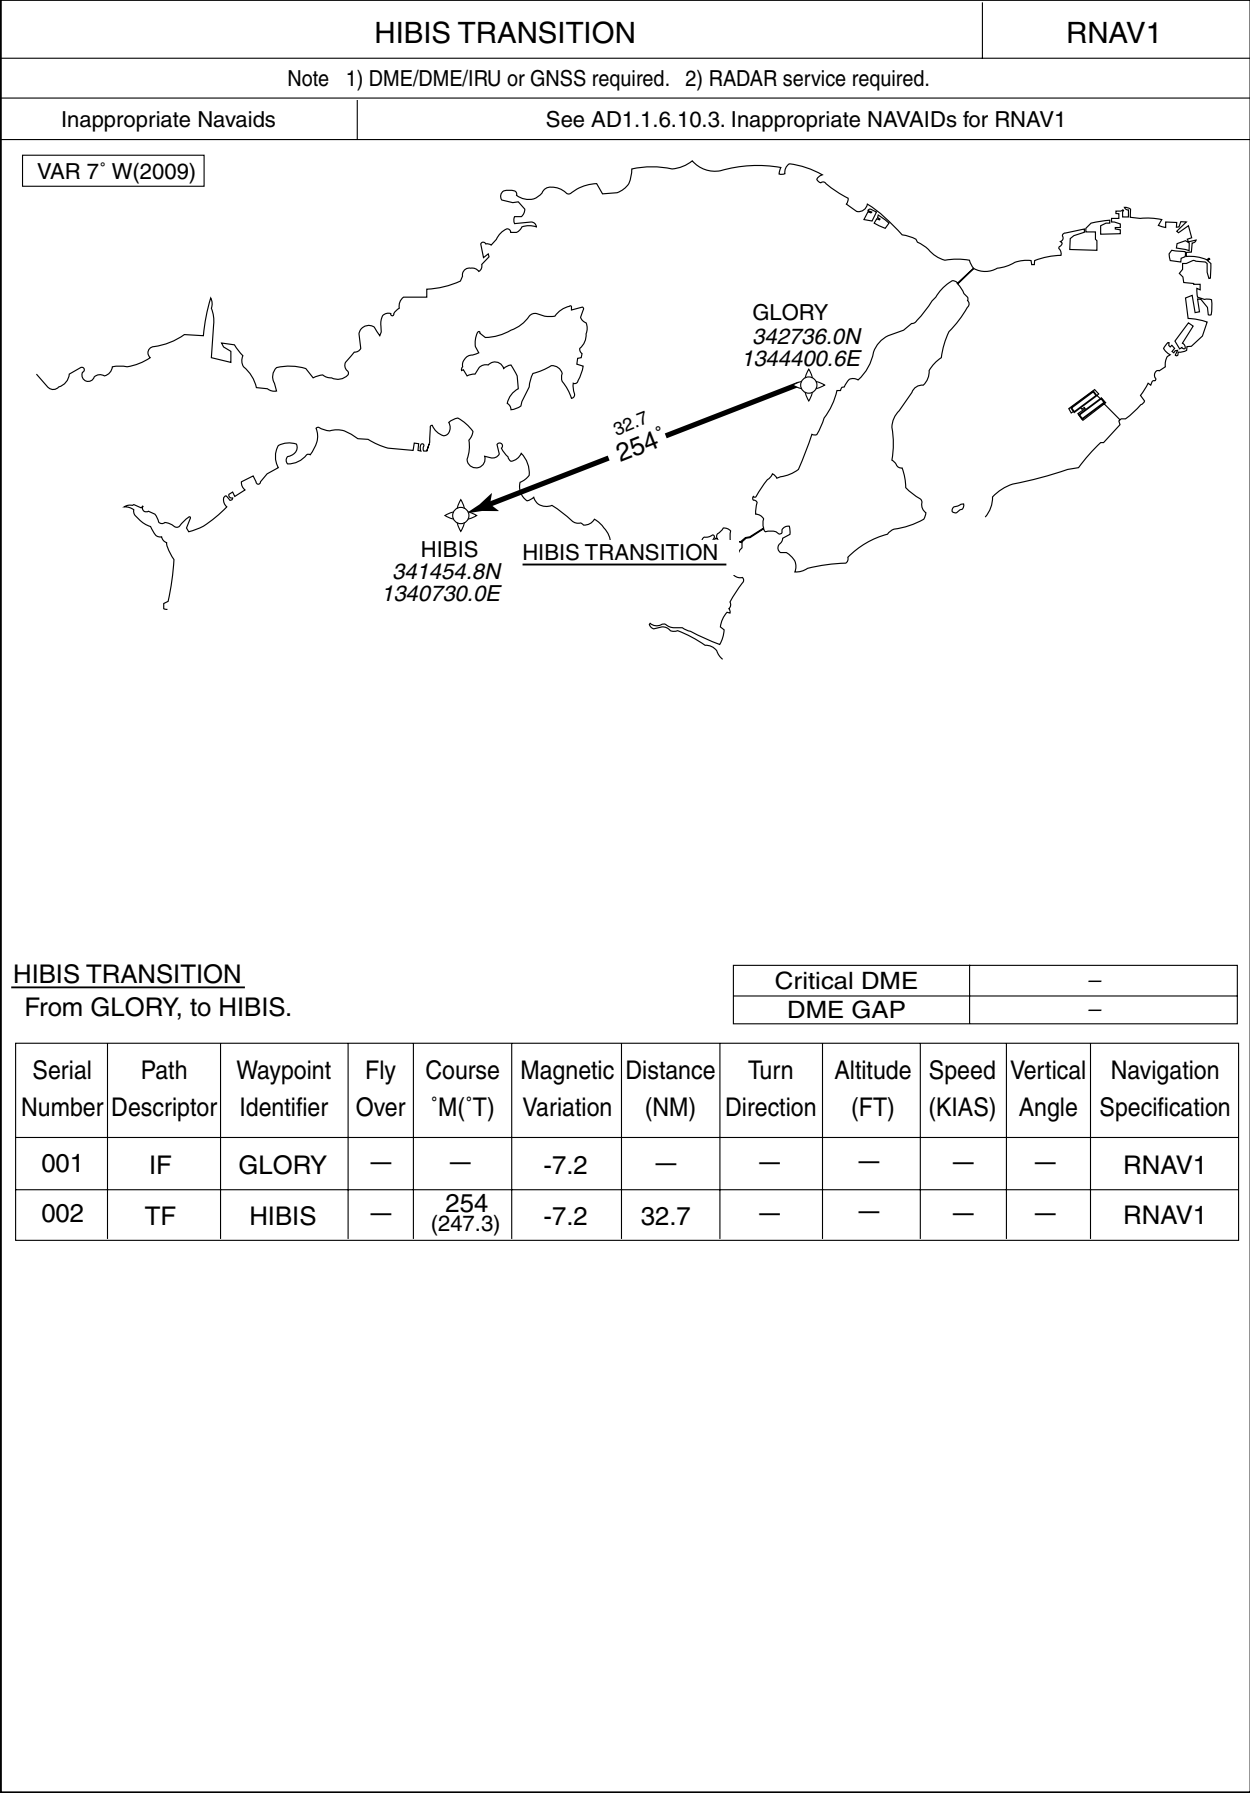 HIBIS TRANSITION RNAV1
Note 1) DME/DME/IRU or GNSS required. 2) RADAR service required.
Inappropriate Navaids See AD1.1.6.10.3. Inappropriate NAVAIDs for RNAV1
VAR 7˚ W(2009)
GLORY
342736.0N
1344400.6E
32.7
254˚
HIBIS
341454.8N
1340730.0E
HIBIS TRANSITION
HIBIS TRANSITION
From GLORY, to HIBIS.
Critical DME –
DME GAP –
Serial Number Path Descriptor Waypoint Identifier Fly Over Course ˚M(˚T) Magnetic Variation Distance (NM) Turn Direction Altitude (FT) Speed (KIAS) Vertical Angle Navigation Specification
001 IF GLORY — — -7.2 — — — — — RNAV1
002 TF HIBIS — 254 (247.3) -7.2 32.7 — — — — RNAV1